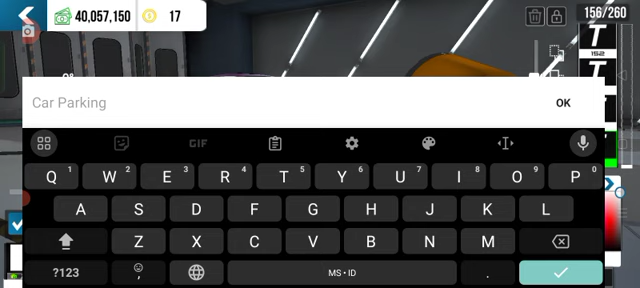 40,057,150 17 156/260
T
152
T
Car Parking OK
GIF
Q 1 W 2 E 3 R 4 T 5 Y 6 U 7 I 8 O 9 P 0
A S D F G H J K L
Z X C V B N M
?123 , MS • ID .